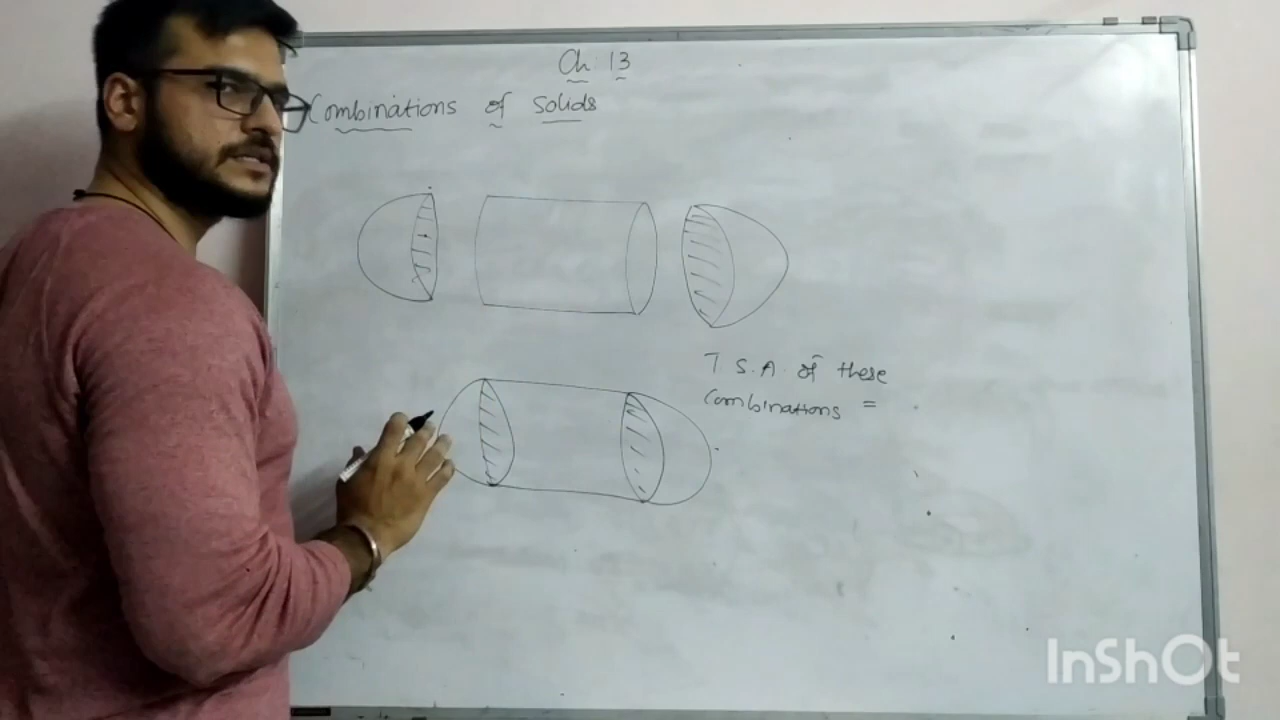 Ch 13
Combinations of solids
T S.A. of these
combinations =
InShOt